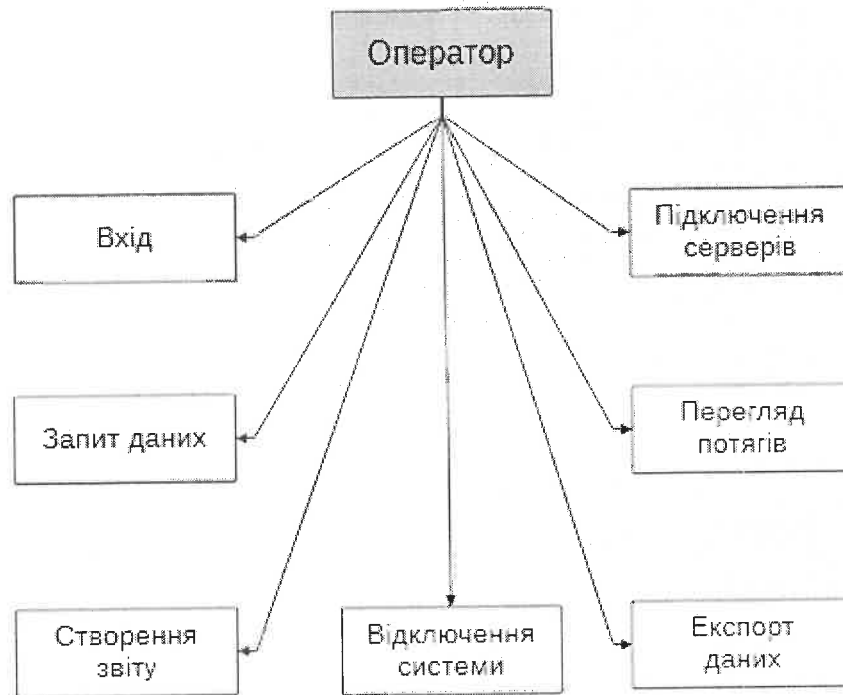 Оператор
Вхід
Підключення
серверів
Запит даних
Перегляд
потягів
Створення
звіту
Відключення
системи
Експорт
даних